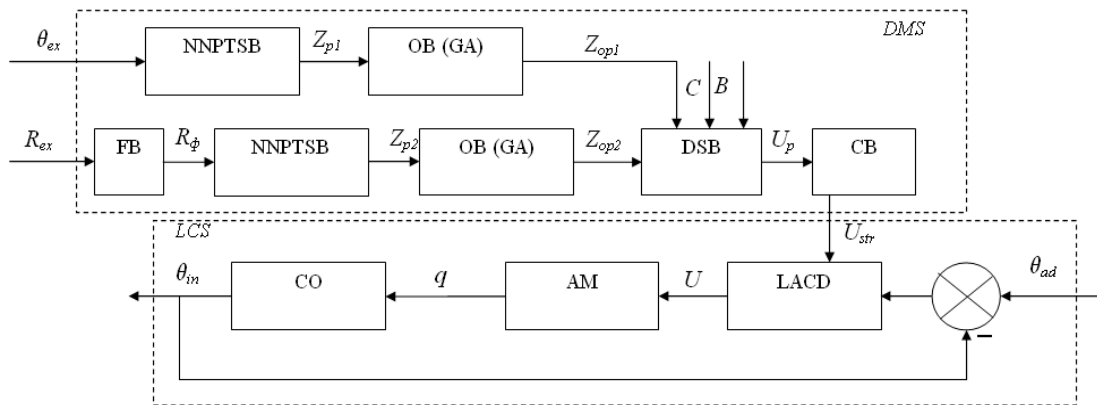 DMS
θex NNPTSB Zp1 OB (GA) Zop1
C B
Rex FB Rф NNPTSB Zp2 OB (GA) Zop2 DSB Up CB
LCS
Ustr
θin CO q AM U LACD θad
–